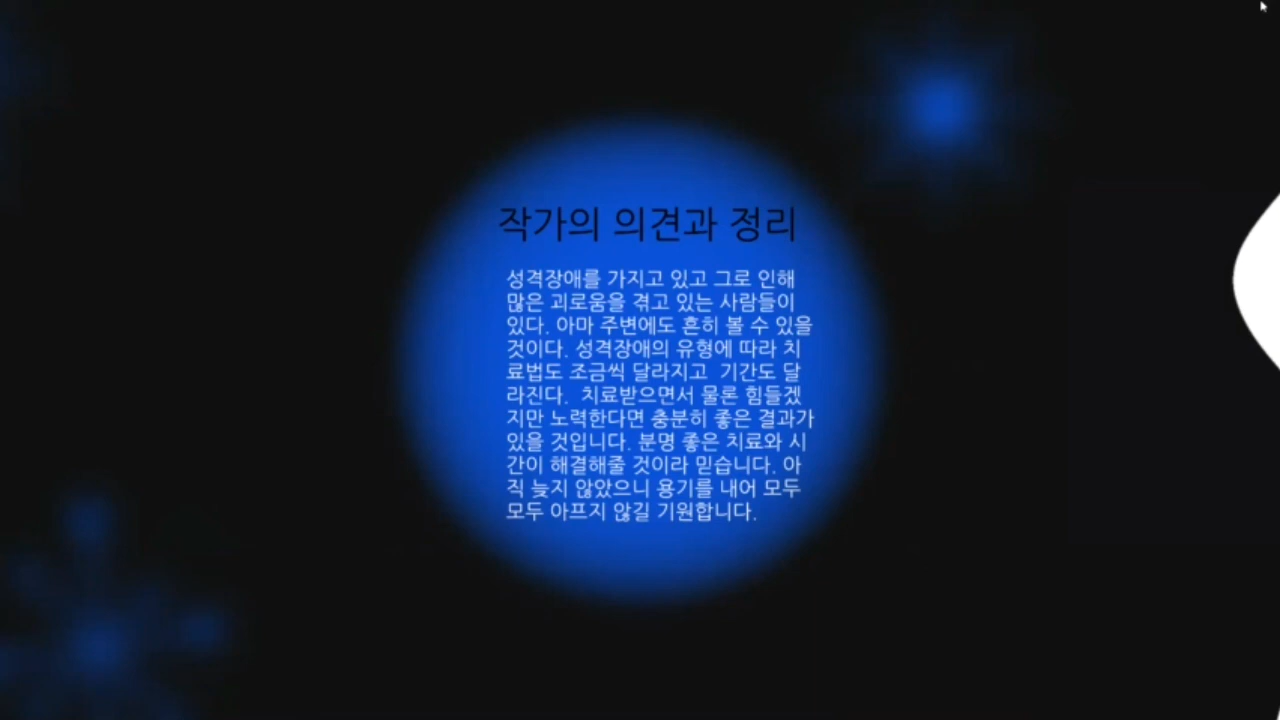 작가의 의견과 정리
성격장애를 가지고 있고 그로 인해
많은 괴로움을 겪고 있는 사람들이
있다. 아마 주변에도 흔히 볼 수 있을
것이다. 성격장애의 유형에 따라 치
료법도 조금씩 달라지고  기간도 달
라진다.  치료받으면서 물론 힘들겠
지만 노력한다면 충분히 좋은 결과가
있을 것입니다. 분명 좋은 치료와 시
간이 해결해줄 것이라 믿습니다. 아
직 늦지 않았으니 용기를 내어 모두
모두 아프지 않길 기원합니다.